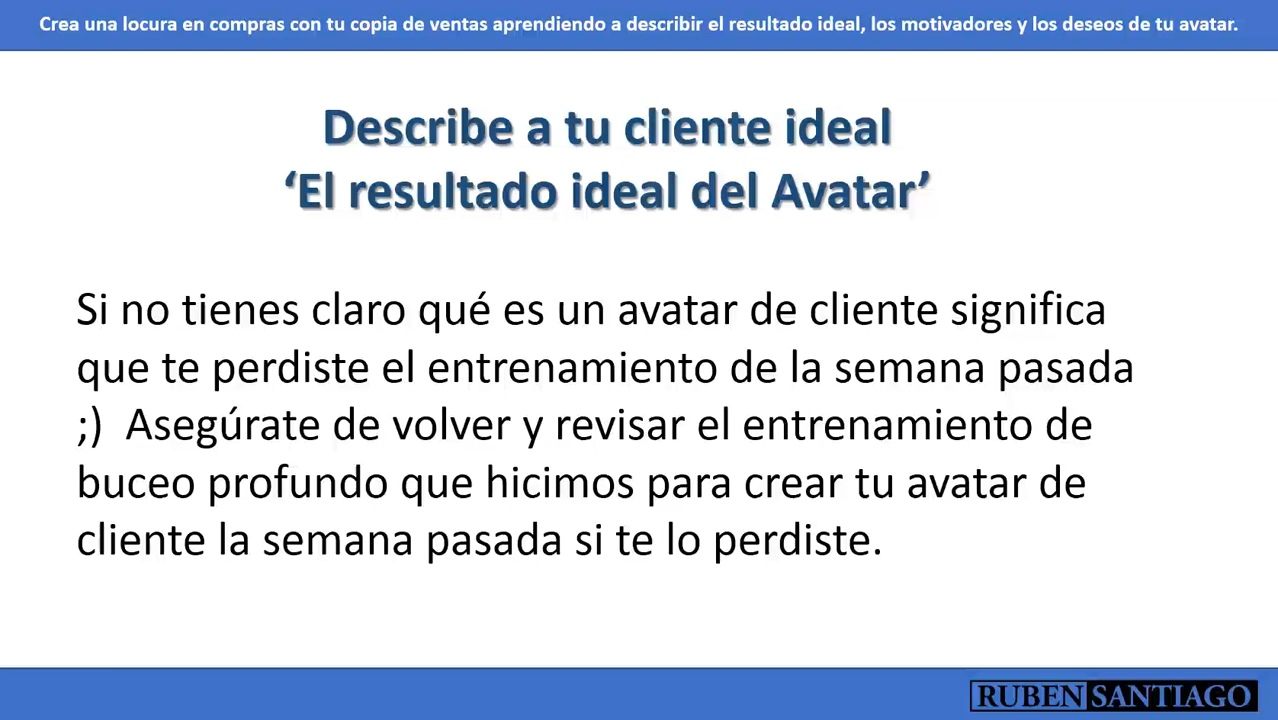 Crea una locura en compras con tu copia de ventas aprendiendo a describir el resultado ideal, los motivadores y los deseos de tu avatar.
Describe a tu cliente ideal
‘El resultado ideal del Avatar’
Si no tienes claro qué es un avatar de cliente significa
que te perdiste el entrenamiento de la semana pasada
;)  Asegúrate de volver y revisar el entrenamiento de
buceo profundo que hicimos para crear tu avatar de
cliente la semana pasada si te lo perdiste.
RUBEN SANTIAGO